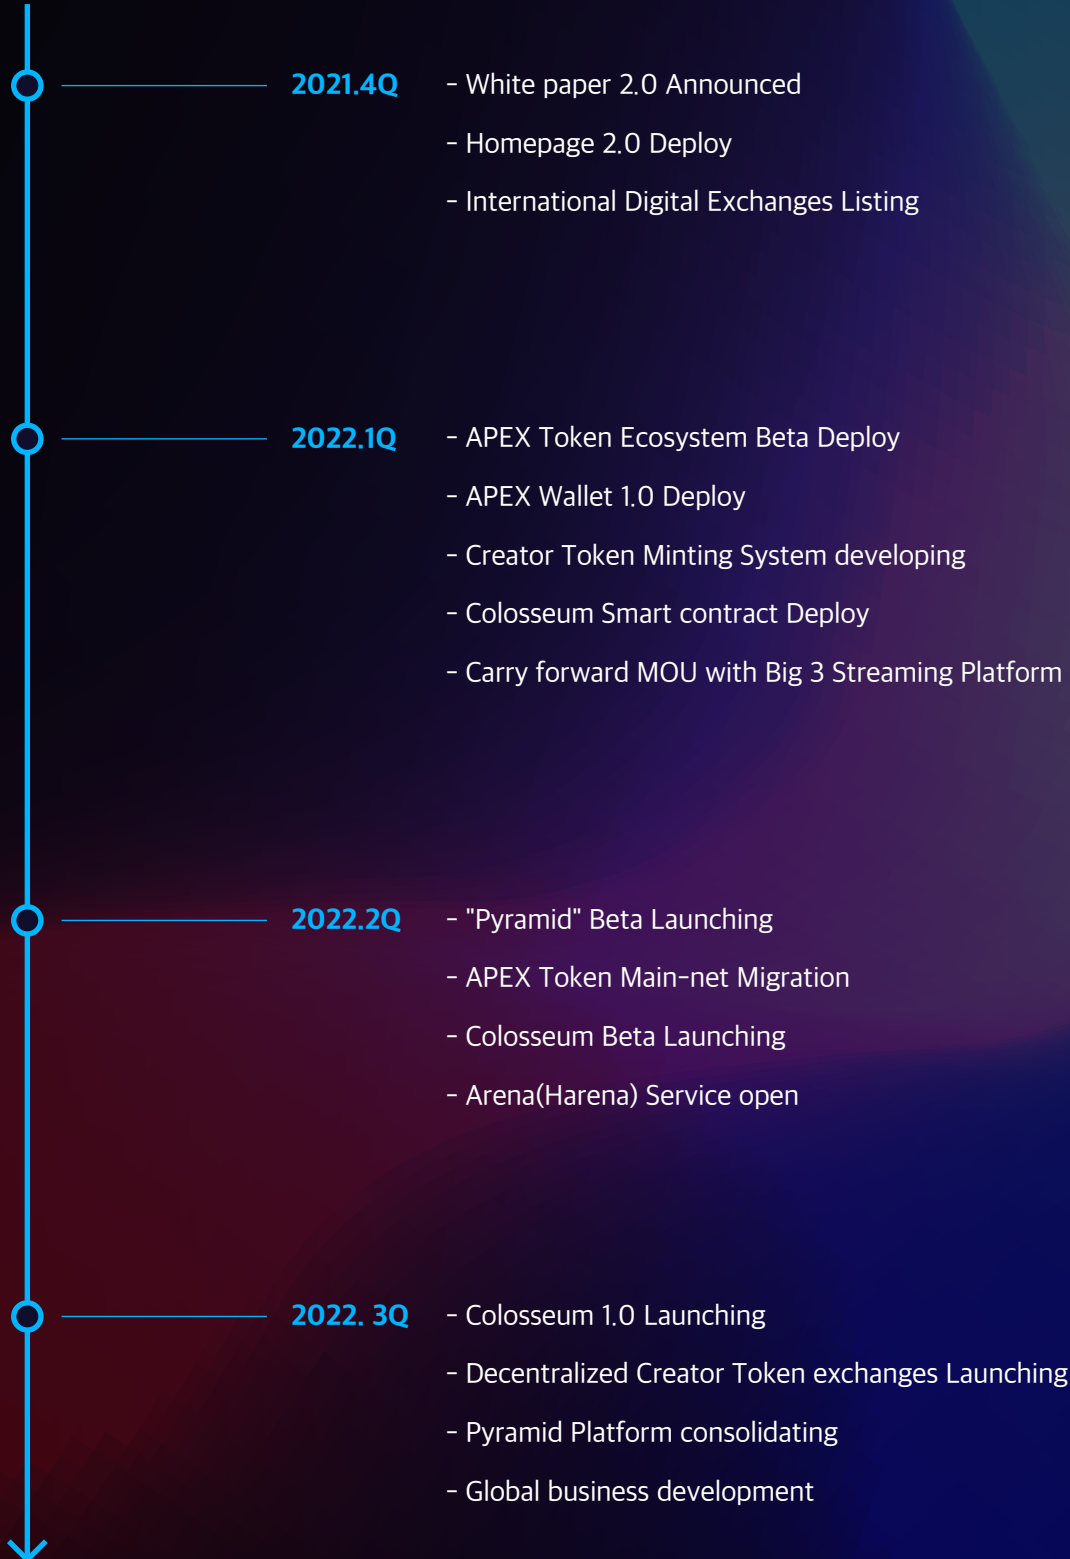 2021.4Q - White paper 2.0 Announced
- Homepage 2.0 Deploy
- International Digital Exchanges Listing
2022.1Q - APEX Token Ecosystem Beta Deploy
- APEX Wallet 1.0 Deploy
- Creator Token Minting System developing
- Colosseum Smart contract Deploy
- Carry forward MOU with Big 3 Streaming Platform
2022.2Q - "Pyramid" Beta Launching
- APEX Token Main-net Migration
- Colosseum Beta Launching
- Arena(Harena) Service open
2022. 3Q - Colosseum 1.0 Launching
- Decentralized Creator Token exchanges Launching
- Pyramid Platform consolidating
- Global business development